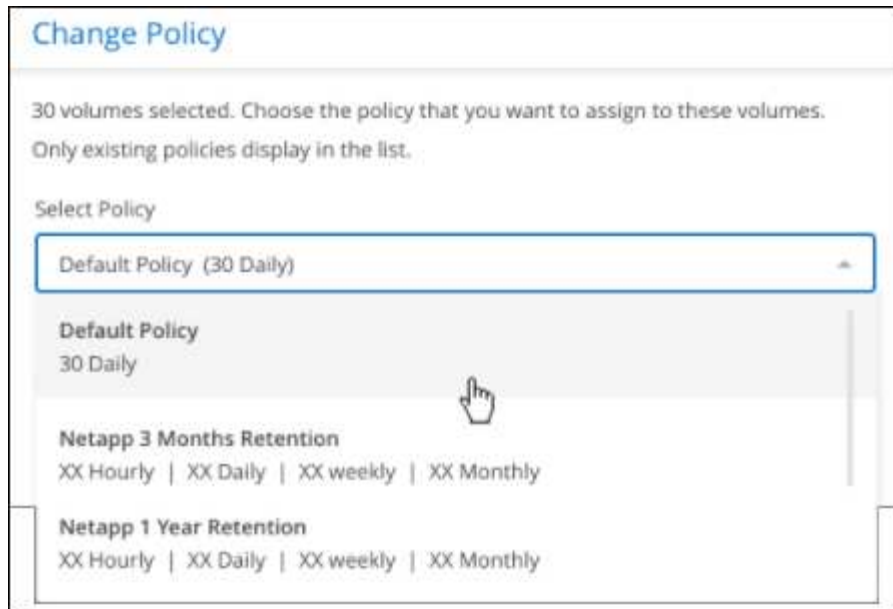 Change Policy
30 volumes selected. Choose the policy that you want to assign to these volumes.
Only existing policies display in the list.
Select Policy
Default Policy (30 Daily)
Default Policy
30 Daily
Netapp 3 Months Retention
XX Hourly | XX Daily | XX weekly | XX Monthly
Netapp 1 Year Retention
XX Hourly | XX Daily | XX weekly | XX Monthly